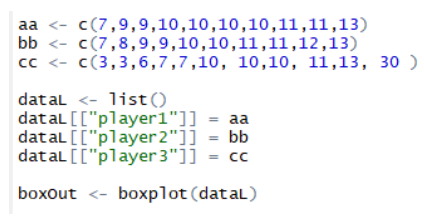 aa <- c(7,9,9,10,10,10,10,11,11,13)
bb <- c(7,8,9,9,10,10,11,11,12,13)
cc <- c(3,3,6,7,7,10, 10,10, 11,13, 30 )
dataL <- list()
dataL[["player1"]] = aa
dataL[["player2"]] = bb
dataL[["player3"]] = cc
boxOut <- boxplot(dataL)